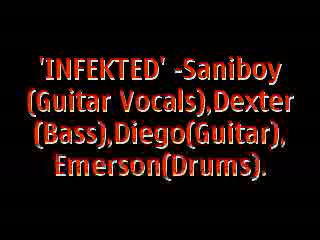 'INFEKTED' -Saniboy
(Guitar Vocals),Dexter
(Bass),Diego(Guitar),
Emerson(Drums).